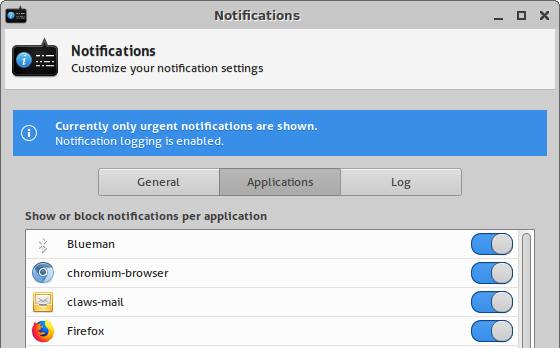 Notifications
Notifications
Customize your notification settings
Currently only urgent notifications are shown.
Notification logging is enabled.
General
Applications
Log
Show or block notifications per application
Blueman
chromium-browser
claws-mail
Firefox